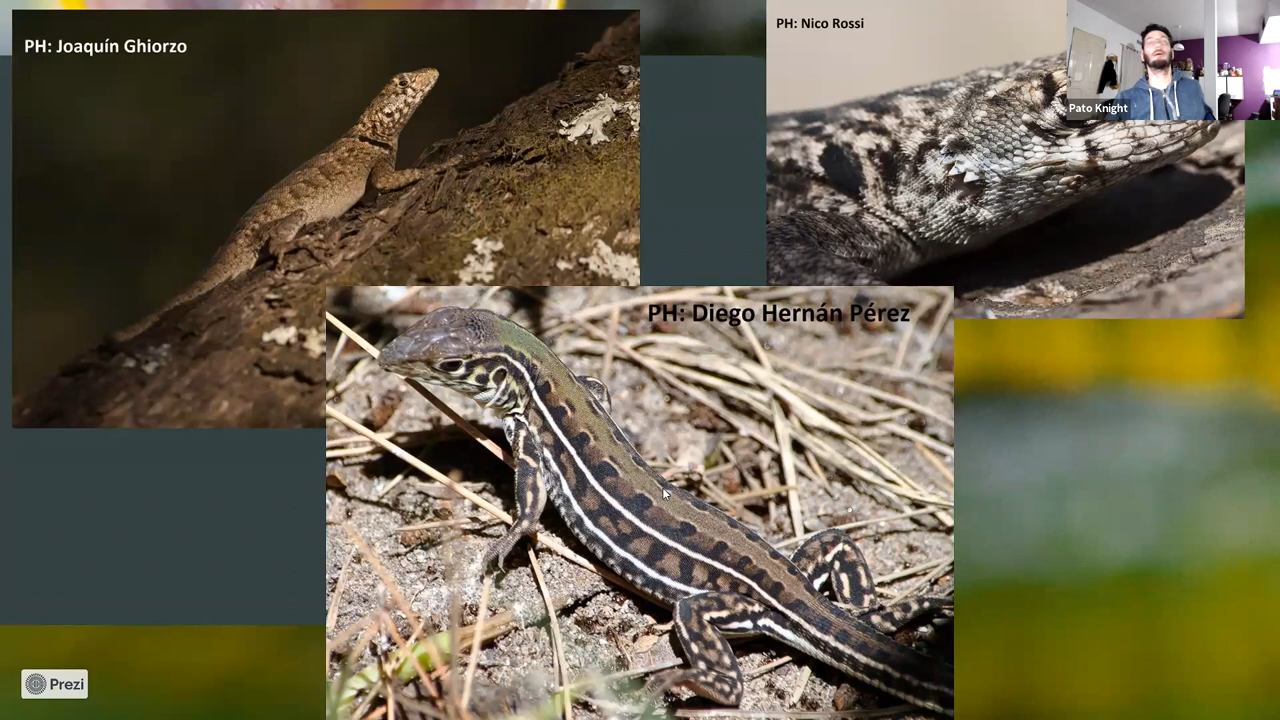 PH: Joaquín Ghiorzo
PH: Nico Rossi
Pato Knight
PH: Diego Hernán Pérez
Prezi